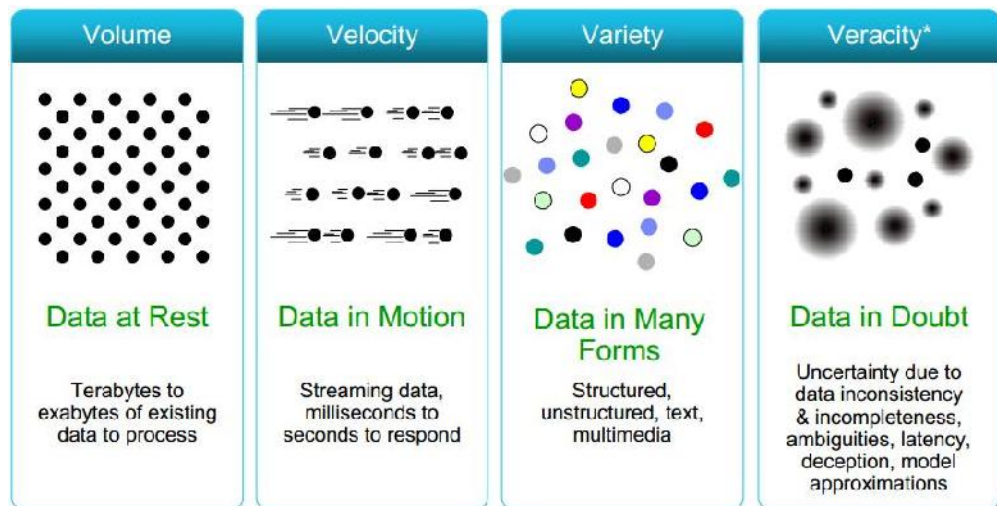 Volume
Data at Rest
Terabytes to
exabytes of existing
data to process
Velocity
Data in Motion
Streaming data,
milliseconds to
seconds to respond
Variety
Data in Many
Forms
Structured,
unstructured, text,
multimedia
Veracity*
Data in Doubt
Uncertainty due to
data inconsistency
& incompleteness,
ambiguities, latency,
deception, model
approximations